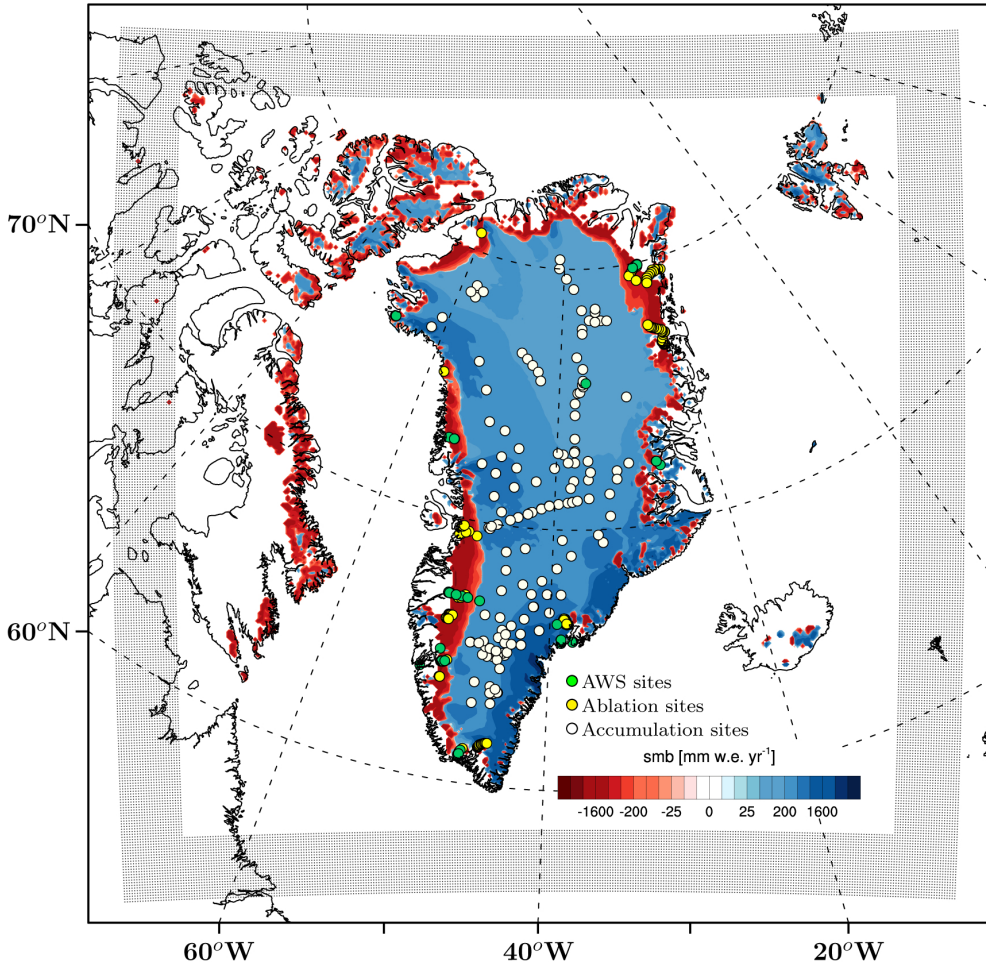 70°N
60°N
AWS sites
Ablation sites
Accumulation sites
smb [mm w.e. yr⁻¹]
-1600 -200 -25 0 25 200 1600
60°W 40°W 20°W